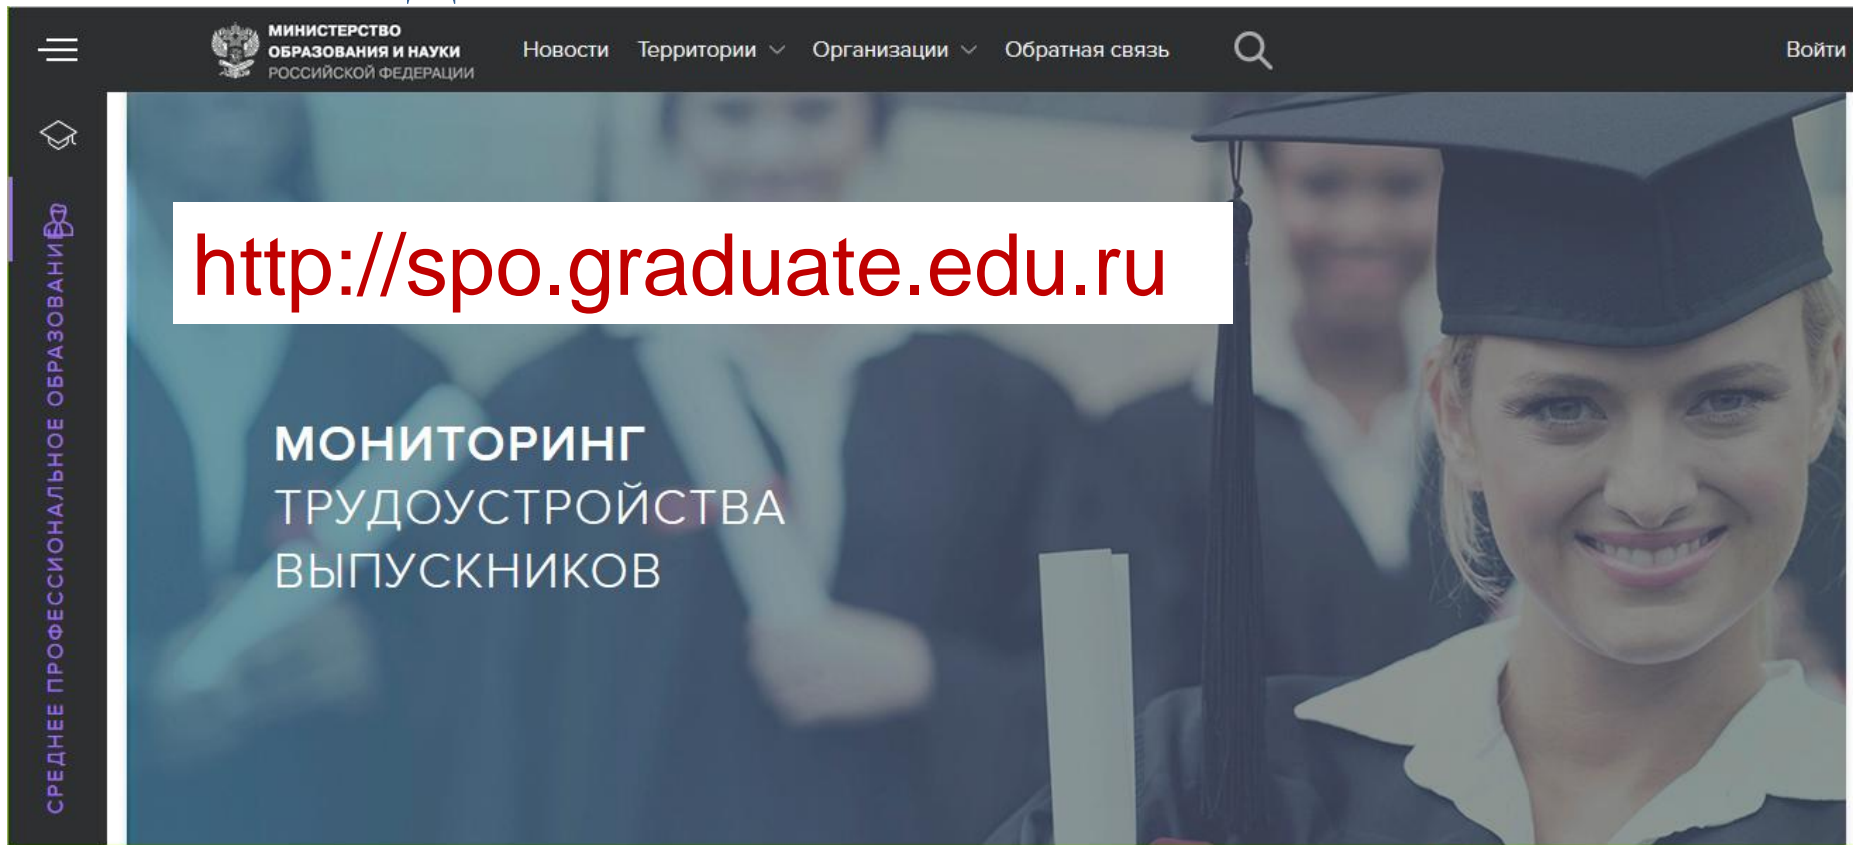 МИНИСТЕРСТВО
ОБРАЗОВАНИЯ И НАУКИ
РОССИЙСКОЙ ФЕДЕРАЦИИ
Новости Территории Организации Обратная связь
Войти
http://spo.graduate.edu.ru
МОНИТОРИНГ
ТРУДОУСТРОЙСТВА
ВЫПУСКНИКОВ
СРЕДНЕЕ ПРОФЕССИОНАЛЬНОЕ ОБРАЗОВАНИЕ